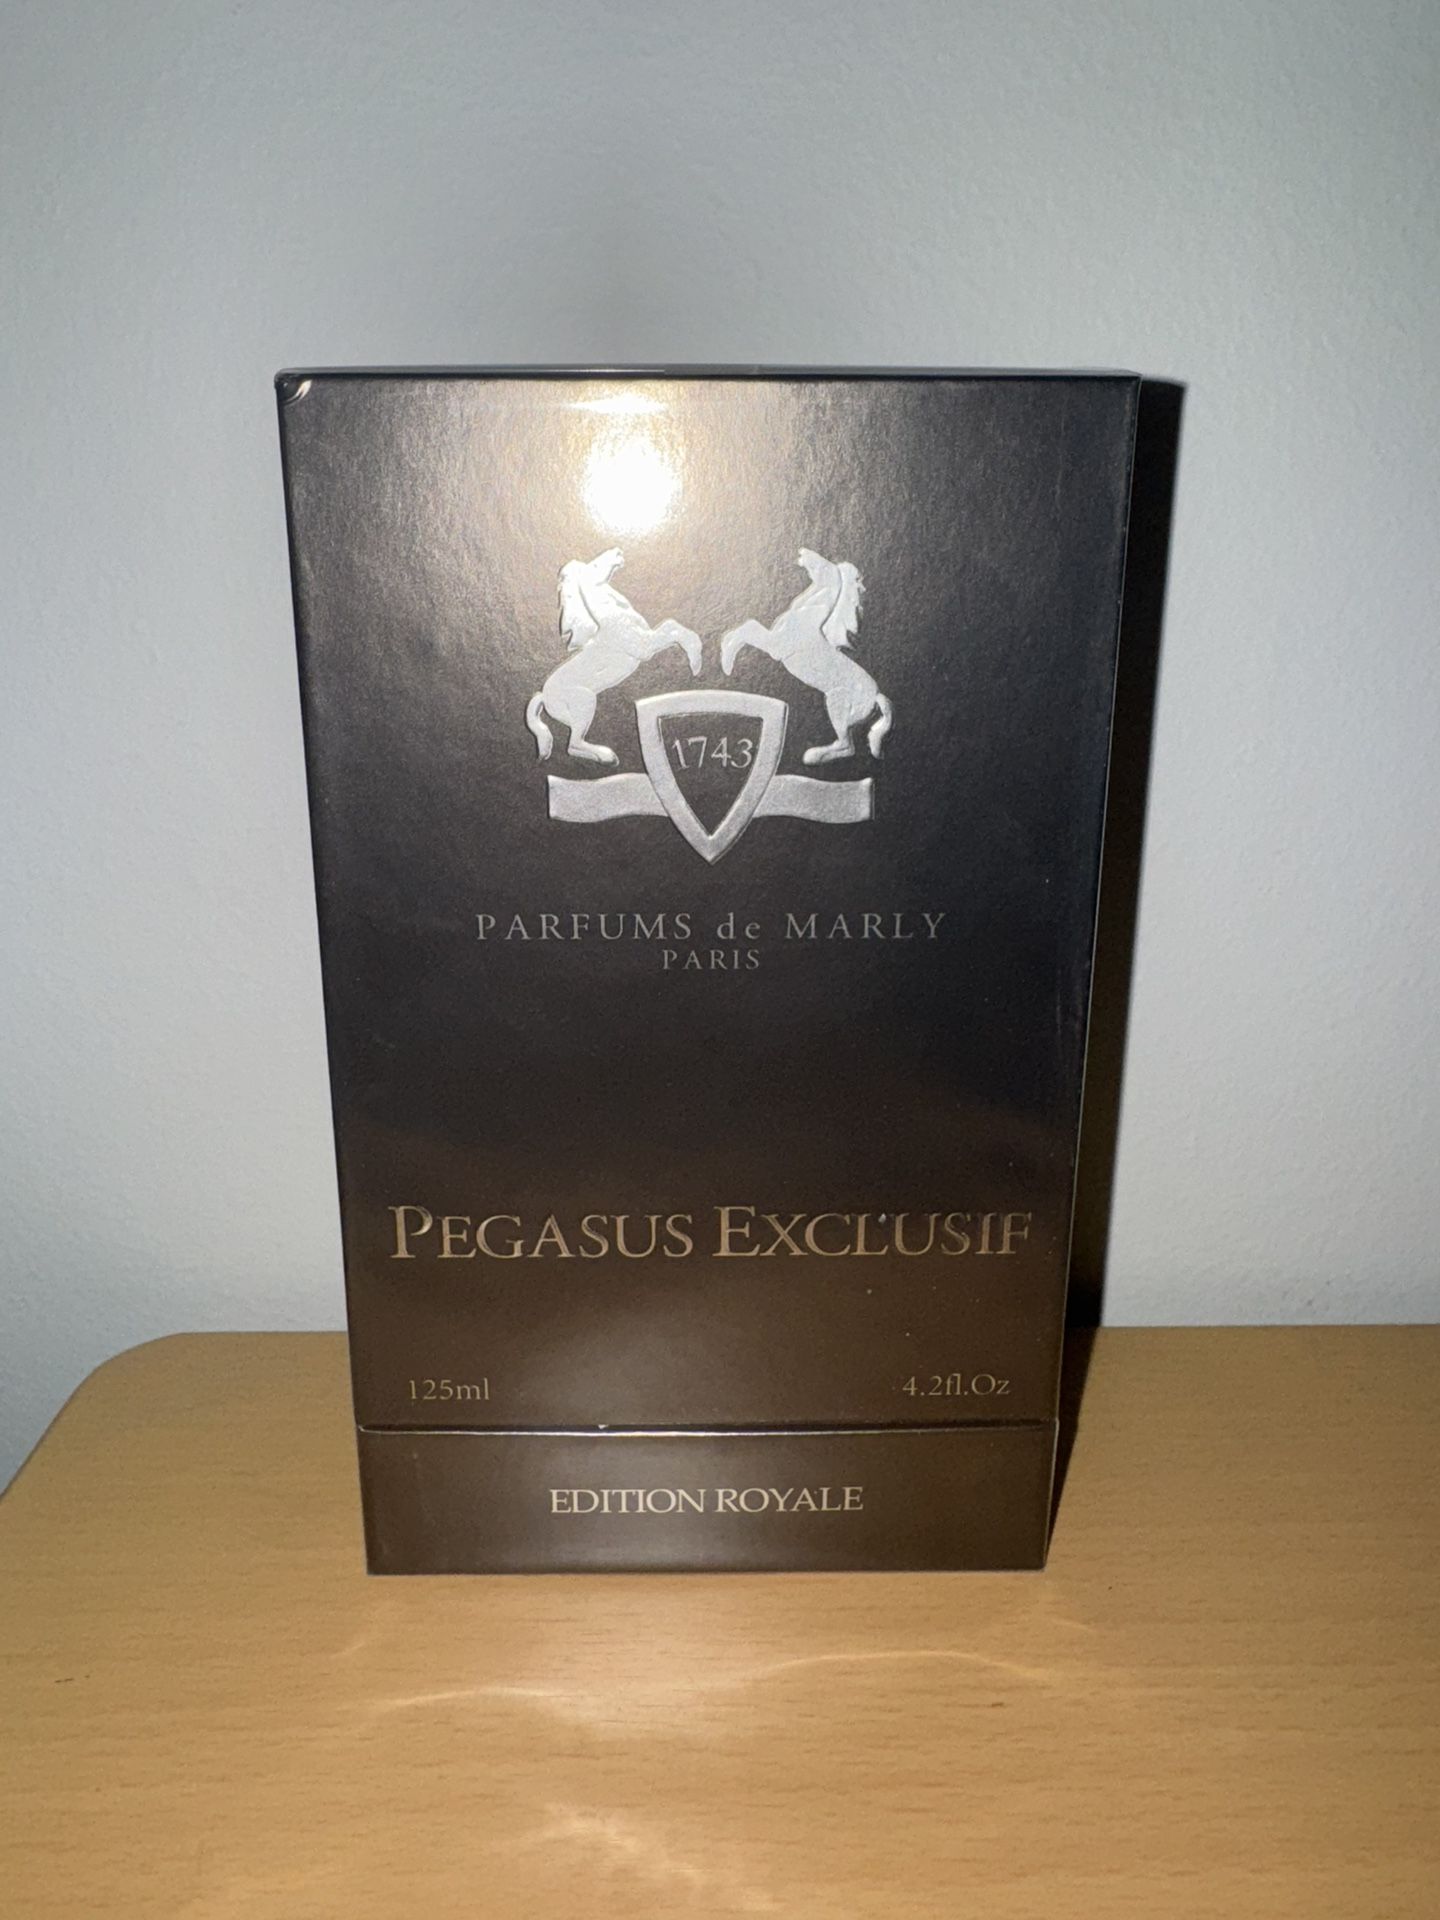 1743
PARFUMS de MARLY
PARIS
PEGASUS EXCLUSIF
125ml 4.2fl.Oz
EDITION ROYALE